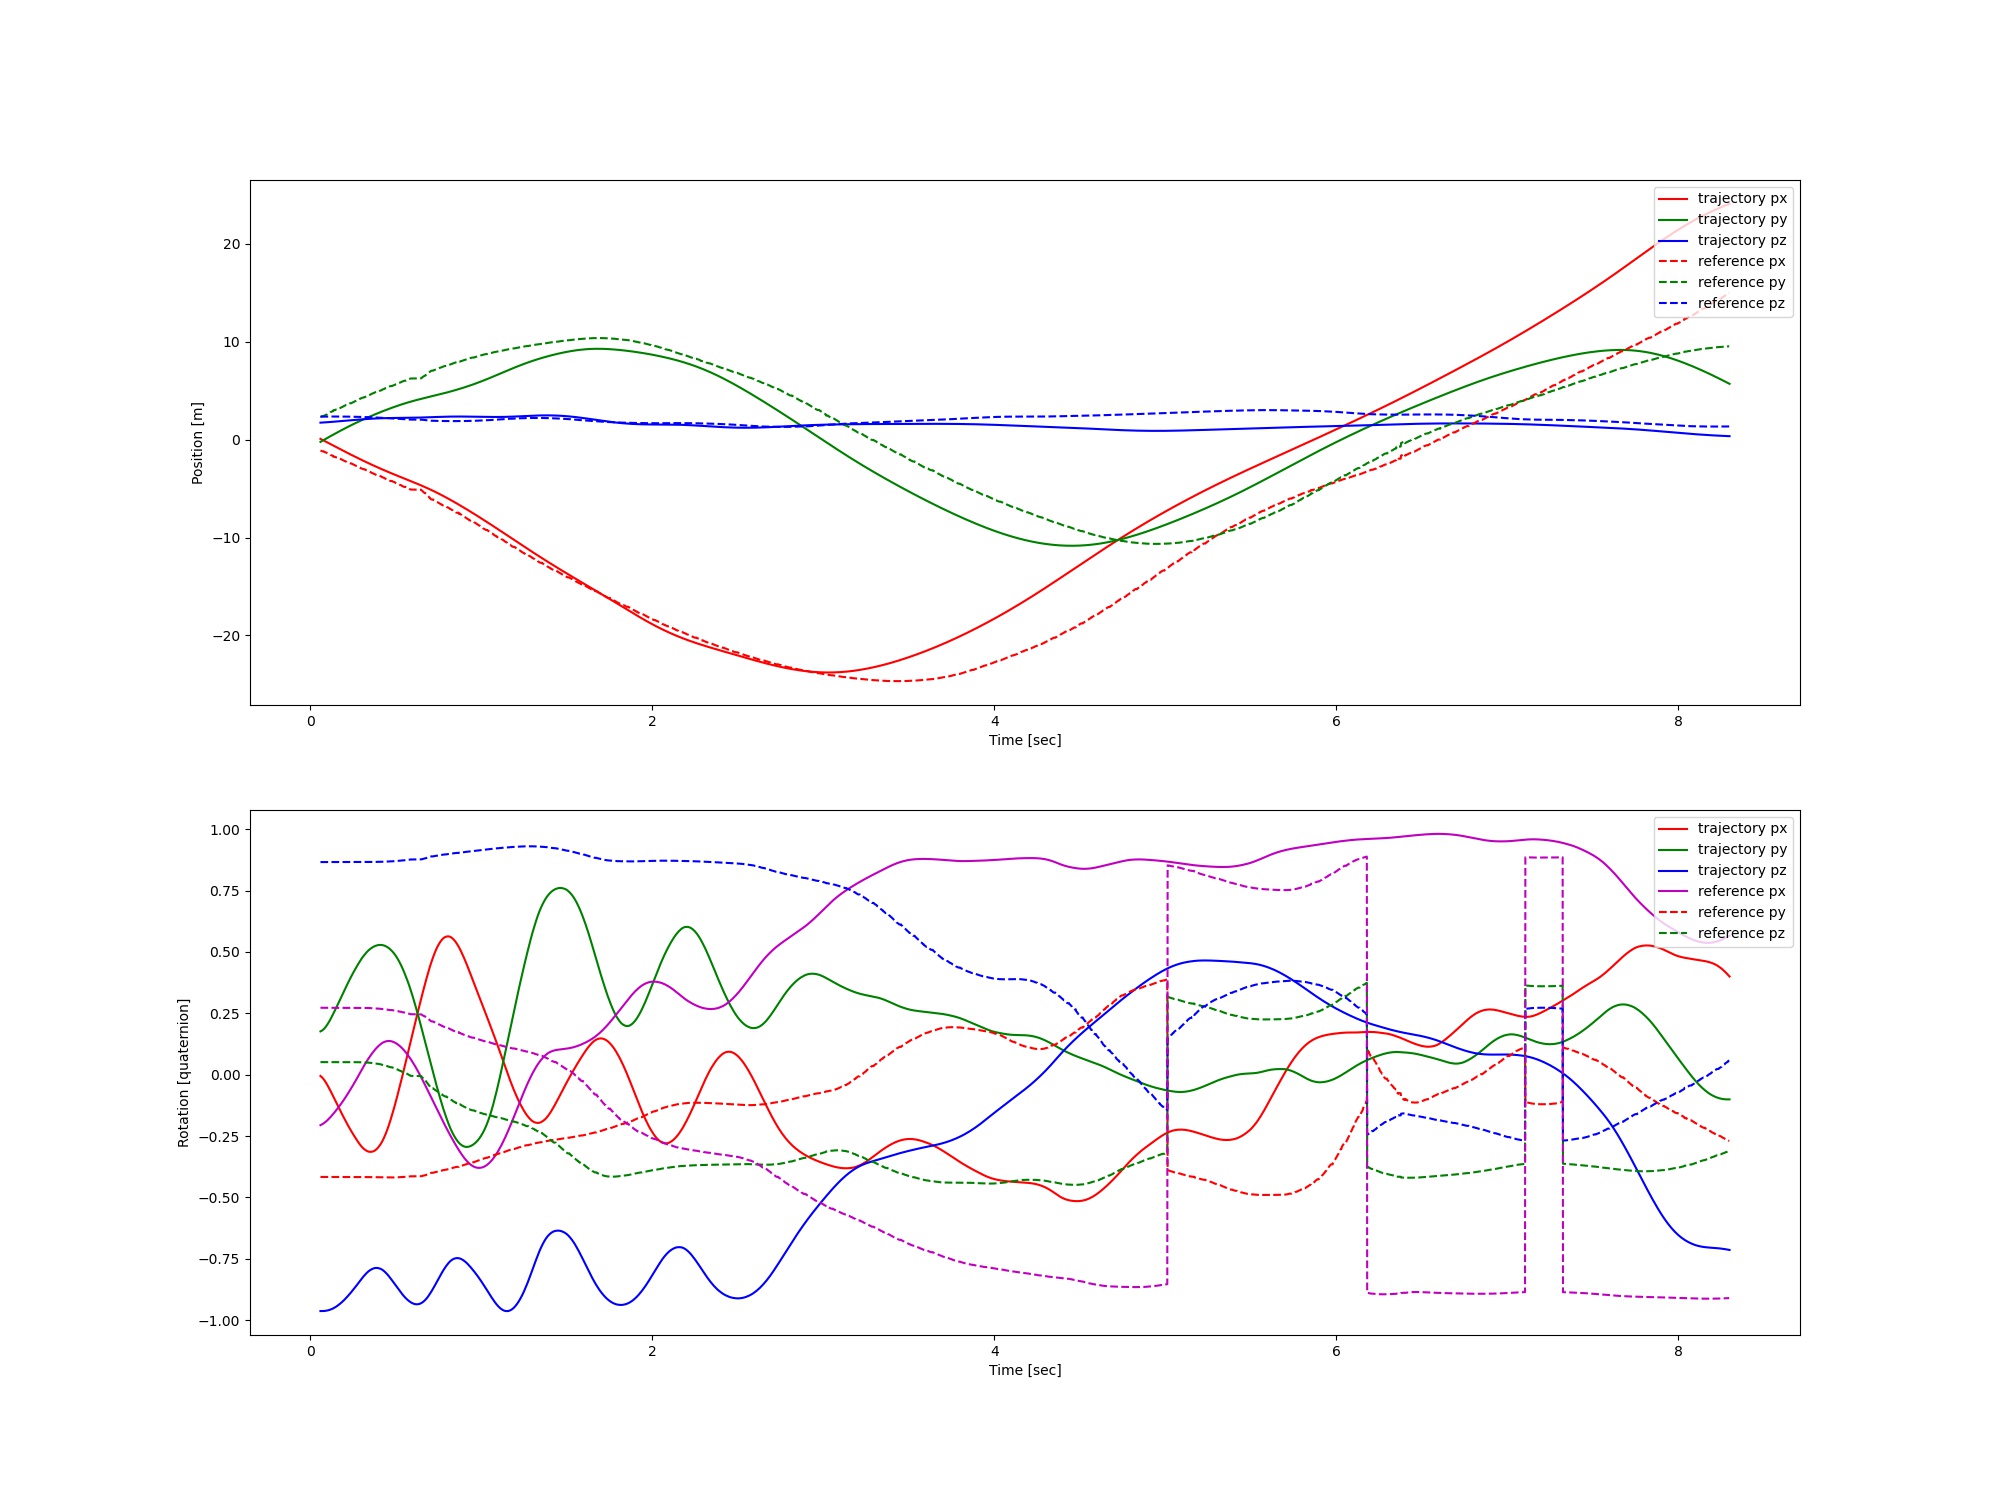 trajectory px
trajectory py
trajectory pz
reference px
reference py
reference pz
20
10
0
−10
−20
Position [m]
0 2 4 6 8
Time [sec]
trajectory px
trajectory py
trajectory pz
reference px
reference py
reference pz
1.00
0.75
0.50
0.25
0.00
−0.25
−0.50
−0.75
−1.00
Rotation [quaternion]
0 2 4 6 8
Time [sec]